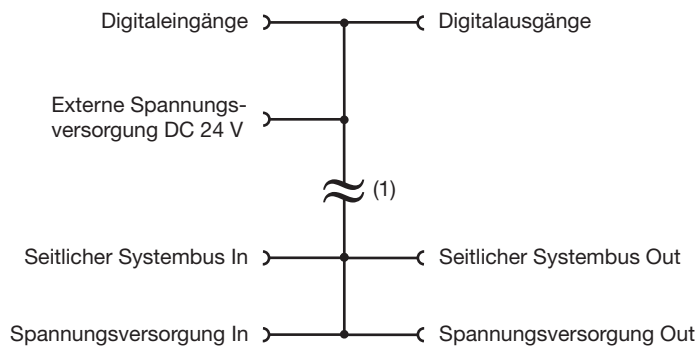 Digitaleingänge
Digitalausgänge
Externe Spannungs-
versorgung DC 24 V
(1)
Seitlicher Systembus In
Seitlicher Systembus Out
Spannungsversorgung In
Spannungsversorgung Out